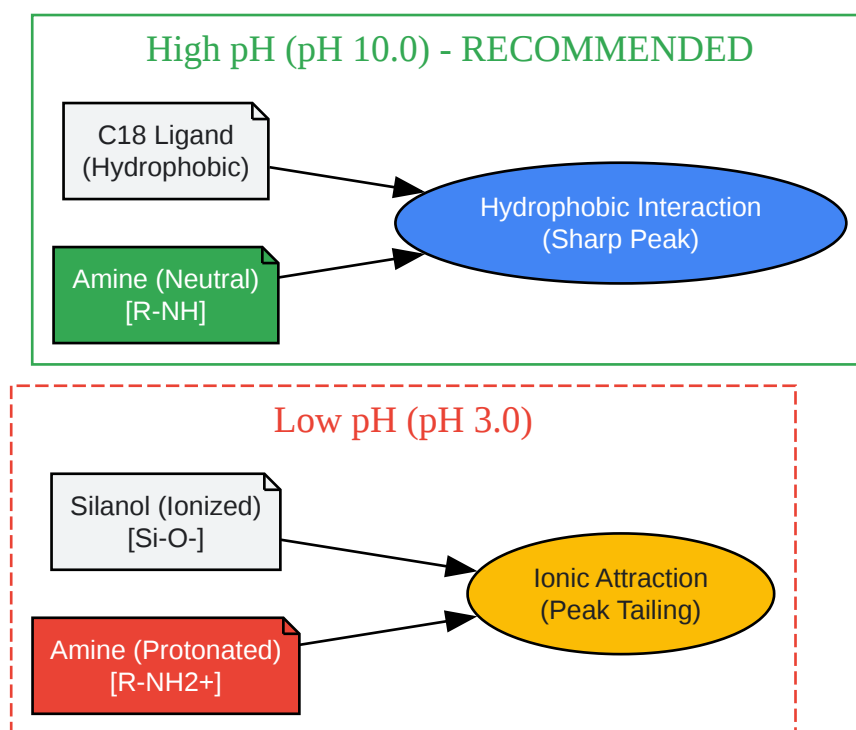 High pH (pH 10.0) - RECOMMENDED
C18 Ligand
(Hydrophobic)
Hydrophobic Interaction
(Sharp Peak)
Amine (Neutral)
[R-NH]
Low pH (pH 3.0)
Silanol (Ionized)
[Si-O-]
Ionic Attraction
(Peak Tailing)
Amine (Protonated)
[R-NH2+]